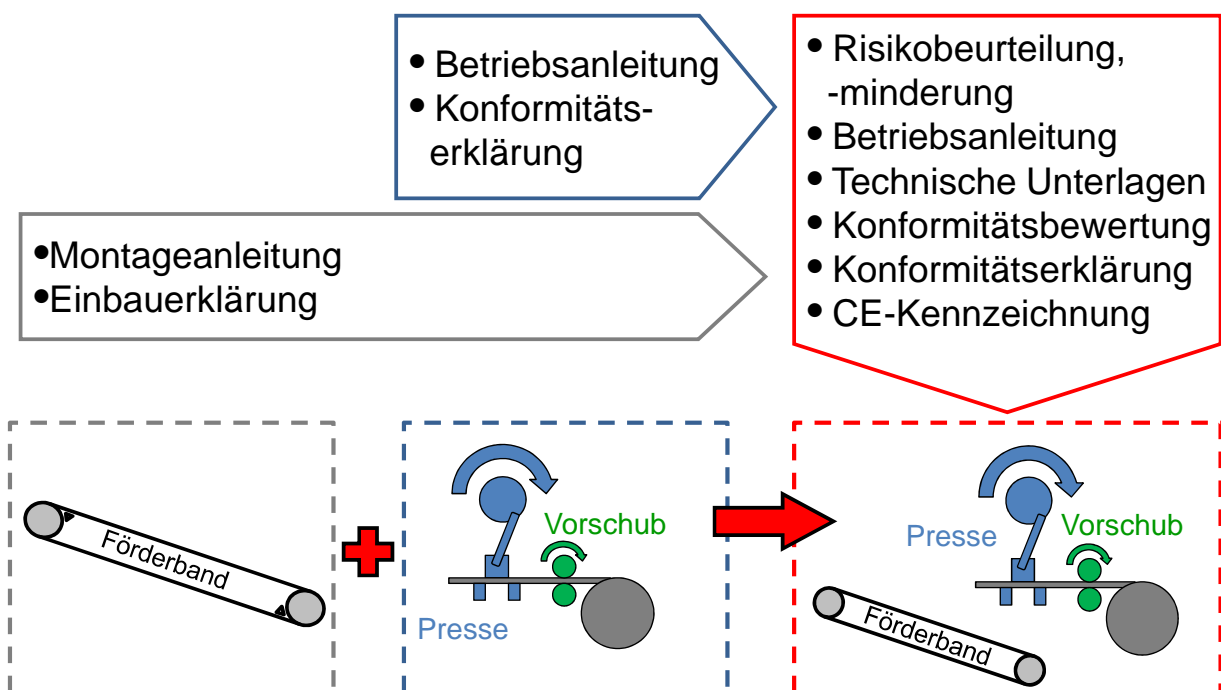 • Betriebsanleitung
• Konformitäts-
erklärung
• Risikobeurteilung,
-minderung
• Betriebsanleitung
• Technische Unterlagen
• Konformitätsbewertung
• Konformitätserklärung
• CE-Kennzeichnung
•Montageanleitung
•Einbauerklärung
Förderband
Vorschub
Presse
Presse
Vorschub
Förderband